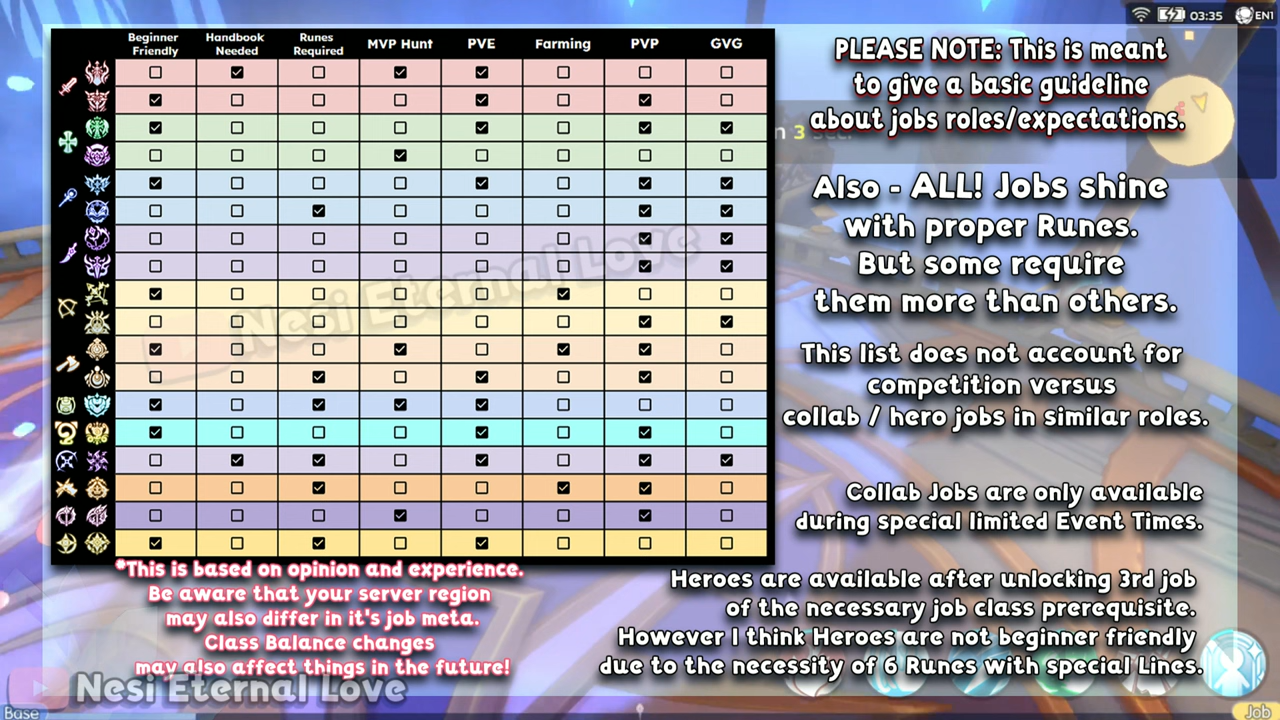 03:35
EN1
Beginner Friendly
Handbook Needed
Runes Required
MVP Hunt
PVE
Farming
PVP
GVG
PLEASE NOTE: This is meant
to give a basic guideline
about jobs roles/expectations.
3
Also - ALL! Jobs shine
with proper Runes.
But some require
them more than others.
This list does not account for
competition versus
collab / hero jobs in similar roles.
Collab Jobs are only available
during special limited Event Times.
Heroes are available after unlocking 3rd job
of the necessary job class prerequisite.
However I think Heroes are not beginner friendly
due to the necessity of 6 Runes with special Lines.
Nesi Eternal Love
*This is based on opinion and experience.
Be aware that your server region
may also differ in it's job meta.
Class Balance changes
may also affect things in the future!
Nesi Eternal Love
Base
Job